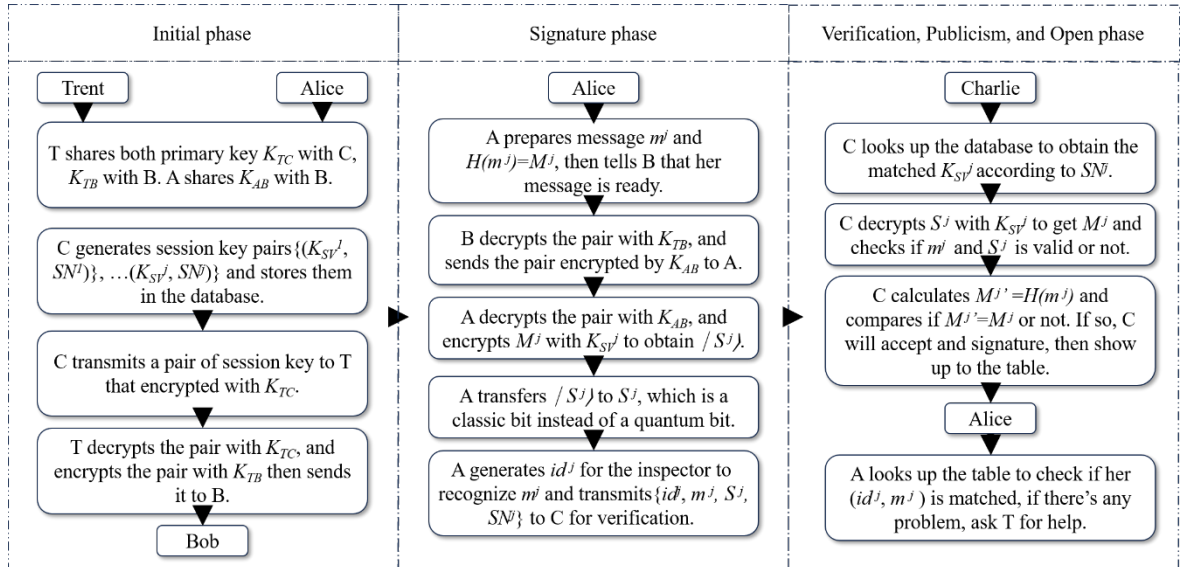 Initial phase
Trent
Alice
T shares both primary key K_TC with C,
K_TB with B. A shares K_AB with B.
C generates session key pairs{(K_SV^1,
SN^1)}, …(K_SV^j, SN^j)} and stores them
in the database.
C transmits a pair of session key to T
that encrypted with K_TC.
T decrypts the pair with K_TC, and
encrypts the pair with K_TB then sends
it to B.
Bob
Signature phase
Alice
A prepares message m^j and
H(m^j)=M^j, then tells B that her
message is ready.
B decrypts the pair with K_TB, and
sends the pair encrypted by K_AB to A.
A decrypts the pair with K_AB, and
encrypts M^j with K_SV^j to obtain |S^j⟩.
A transfers |S^j⟩ to S^j, which is a
classic bit instead of a quantum bit.
A generates id^j for the inspector to
recognize m^j and transmits{id^j, m^j, S^j,
SN^j} to C for verification.
Verification, Publicism, and Open phase
Charlie
C looks up the database to obtain the
matched K_SV^j according to SN^j.
C decrypts S^j with K_SV^j to get M^j and
checks if m^j and S^j is valid or not.
C calculates M^j’ =H(m^j) and
compares if M^j’=M^j or not. If so, C
will accept and signature, then show
up to the table.
Alice
A looks up the table to check if her
(id^j, m^j) is matched, if there’s any
problem, ask T for help.